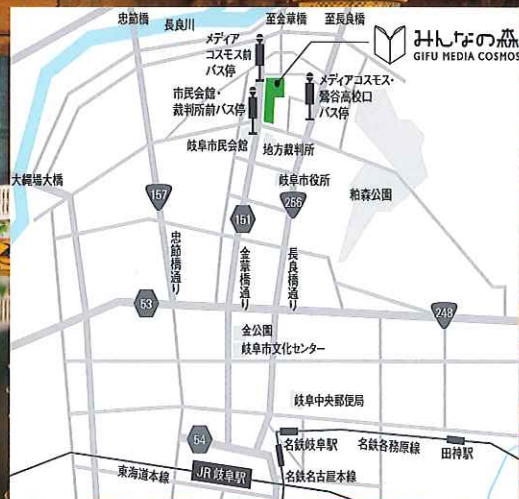 忠節橋
長良川
至金華橋
至長良橋
メディア
コスモス前
バス停
みんなの森
GIFU MEDIA COSMOS
市民会館・
裁判所前バス停
メディアコスモス・
鶯谷高校口
バス停
岐阜市民会館
地方裁判所
大縄場大橋
岐阜市役所
粕森公園
157
151
256
忠節橋通り
金華橋通り
長良橋通り
53
248
金公園
岐阜市文化センター
岐阜中央郵便局
54
名鉄岐阜駅
名鉄各務原線
田神駅
東海道本線
JR岐阜駅
名鉄名古屋本線